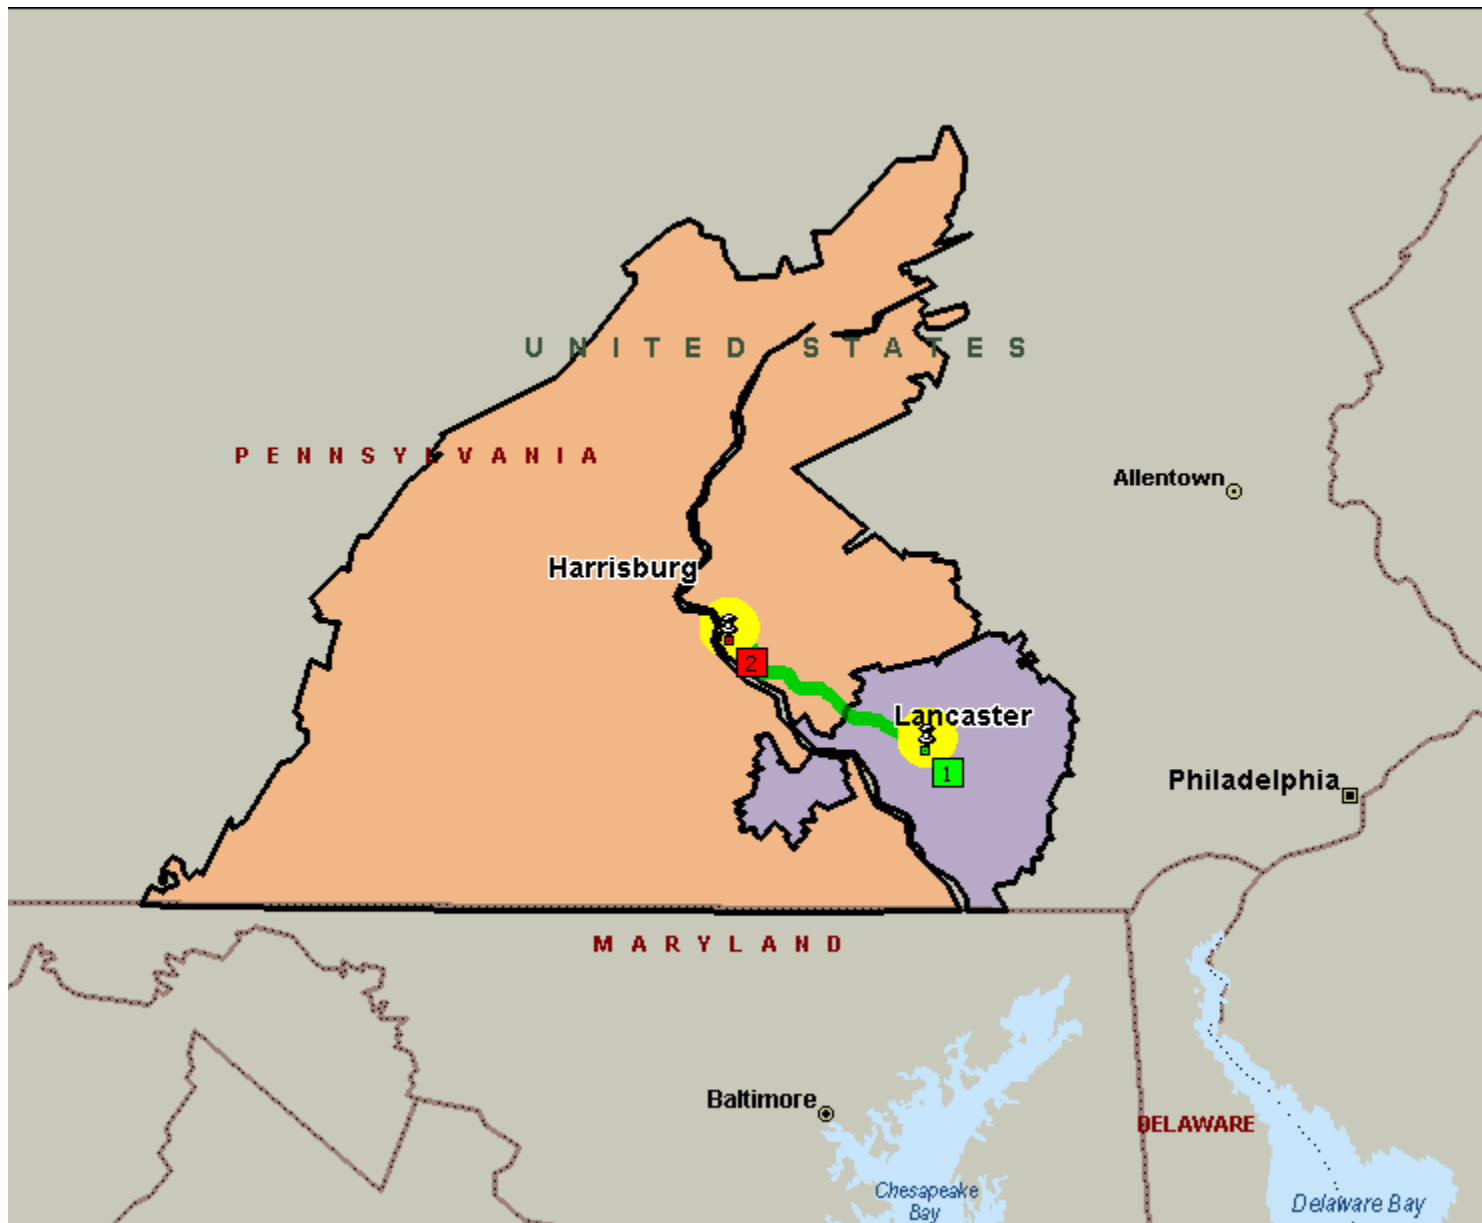 UNITED STATES
PENNSYLVANIA
Allentown
Harrisburg
2
Lancaster
1
Philadelphia
MARYLAND
Baltimore
DELAWARE
Chesapeake
Bay
Delaware Bay